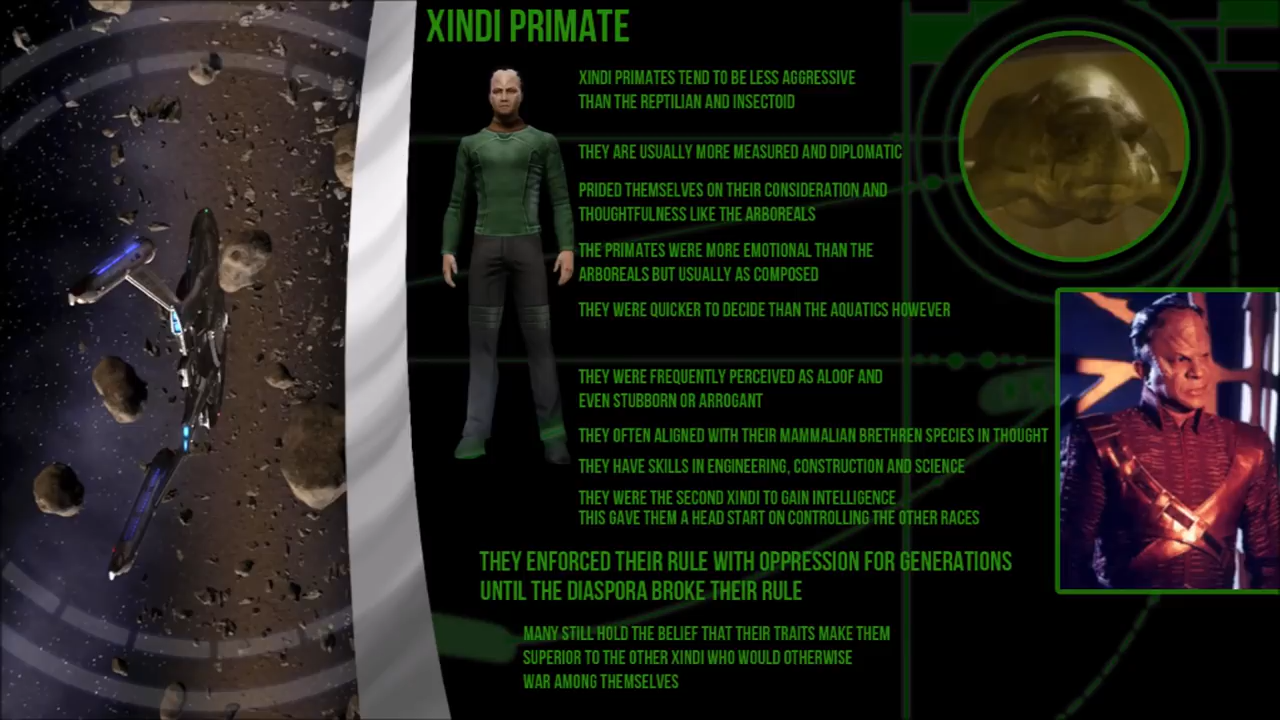 XINDI PRIMATE
XINDI PRIMATES TEND TO BE LESS AGGRESSIVE
THAN THE REPTILIAN AND INSECTOID
THEY ARE USUALLY MORE MEASURED AND DIPLOMATIC
PRIDED THEMSELVES ON THEIR CONSIDERATION AND
THOUGHTFULNESS LIKE THE ARBOREALS
THE PRIMATES WERE MORE EMOTIONAL THAN THE
ARBOREALS BUT USUALLY AS COMPOSED
THEY WERE QUICKER TO DECIDE THAN THE AQUATICS HOWEVER
THEY WERE FREQUENTLY PERCEIVED AS ALOOF AND
EVEN STUBBORN OR ARROGANT
THEY OFTEN ALIGNED WITH THEIR MAMMALIAN BRETHREN SPECIES IN THOUGHT
THEY HAVE SKILLS IN ENGINEERING, CONSTRUCTION AND SCIENCE
THEY WERE THE SECOND XINDI TO GAIN INTELLIGENCE
THIS GAVE THEM A HEAD START ON CONTROLLING THE OTHER RACES
THEY ENFORCED THEIR RULE WITH OPPRESSION FOR GENERATIONS
UNTIL THE DIASPORA BROKE THEIR RULE
MANY STILL HOLD THE BELIEF THAT THEIR TRAITS MAKE THEM
SUPERIOR TO THE OTHER XINDI WHO WOULD OTHERWISE
WAR AMONG THEMSELVES